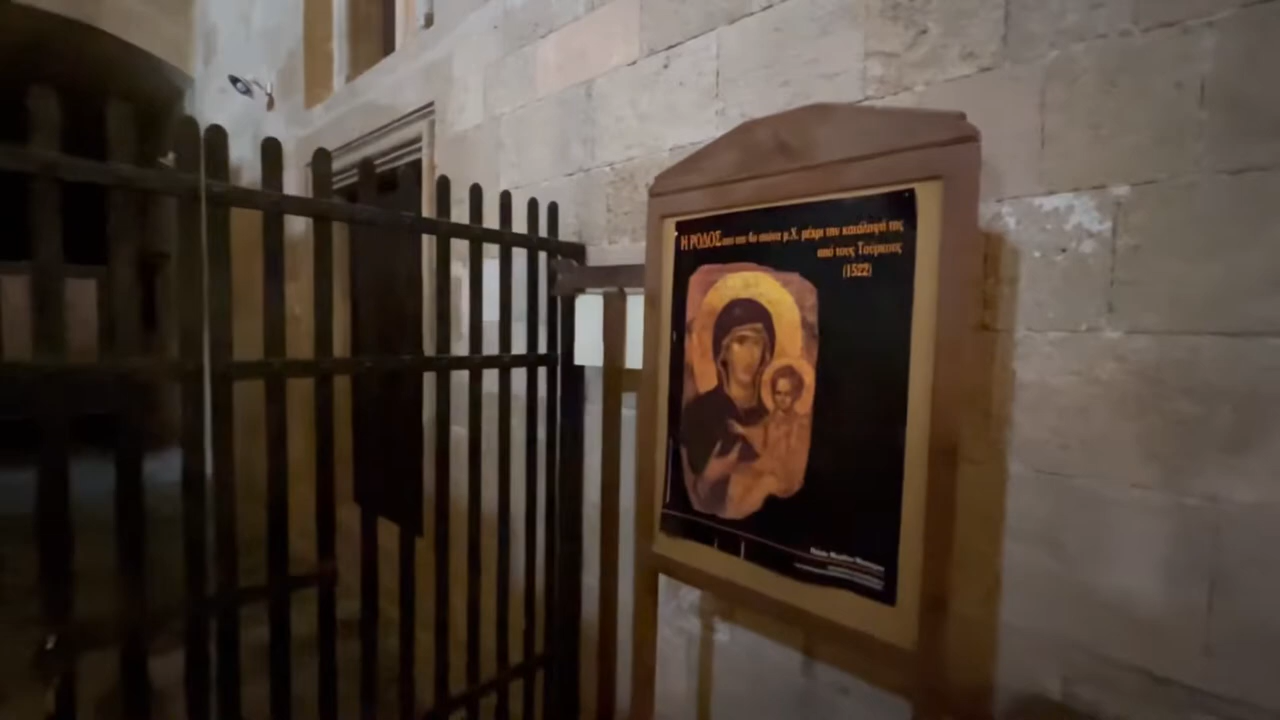 Η ΡΟΔΟΣ από τον 4ο αιώνα μ.Χ. μέχρι την κατάληψή της
από τους Τούρκους
(1522)